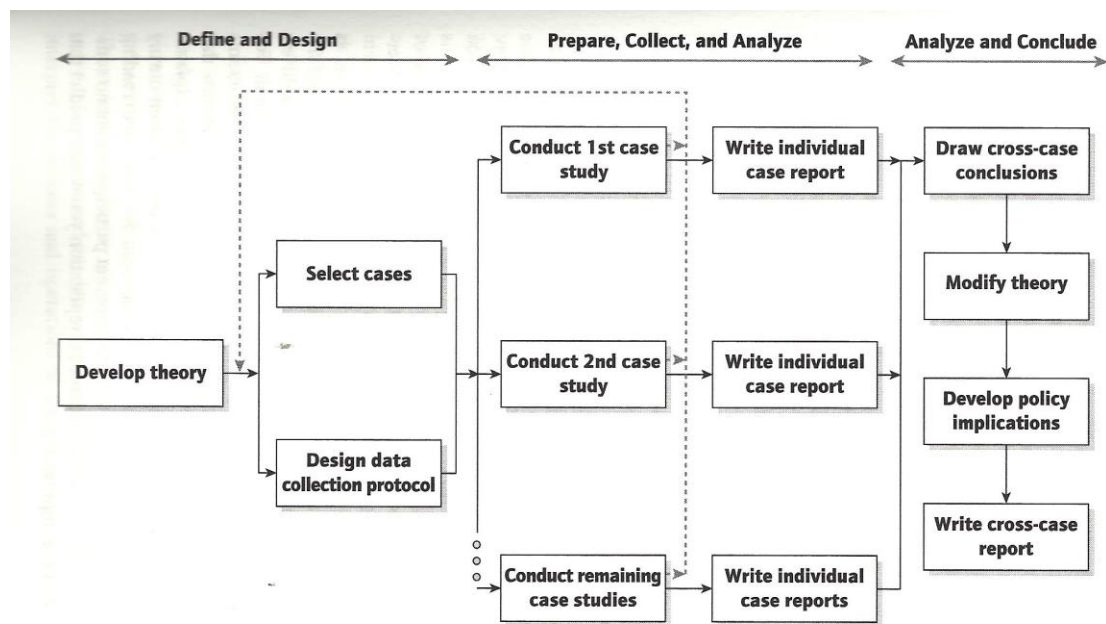 Define and Design
Prepare, Collect, and Analyze
Analyze and Conclude
Develop theory
Select cases
Design data
collection protocol
Conduct 1st case
study
Write individual
case report
Conduct 2nd case
study
Write individual
case report
Conduct remaining
case studies
Write individual
case reports
Draw cross-case
conclusions
Modify theory
Develop policy
implications
Write cross-case
report